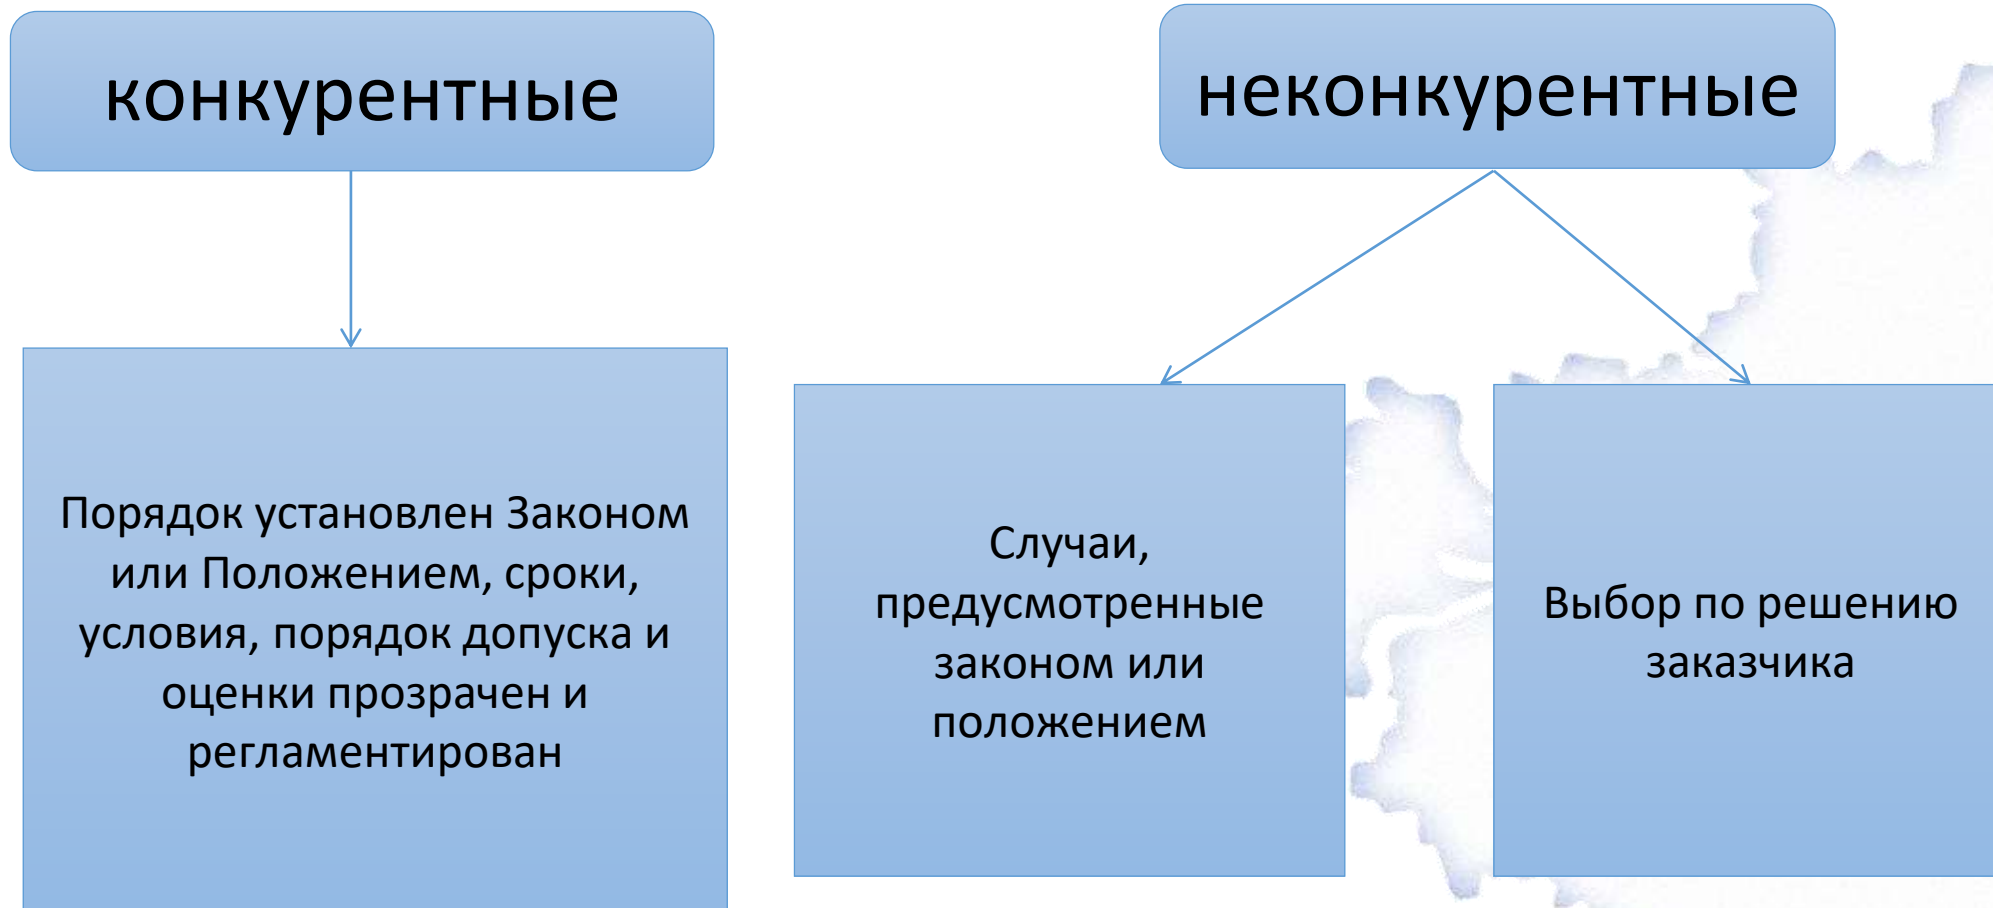 конкурентные
неконкурентные
Порядок установлен Законом
или Положением, сроки,
условия, порядок допуска и
оценки прозрачен и
регламентирован
Случаи,
предусмотренные
законом или
положением
Выбор по решению
заказчика